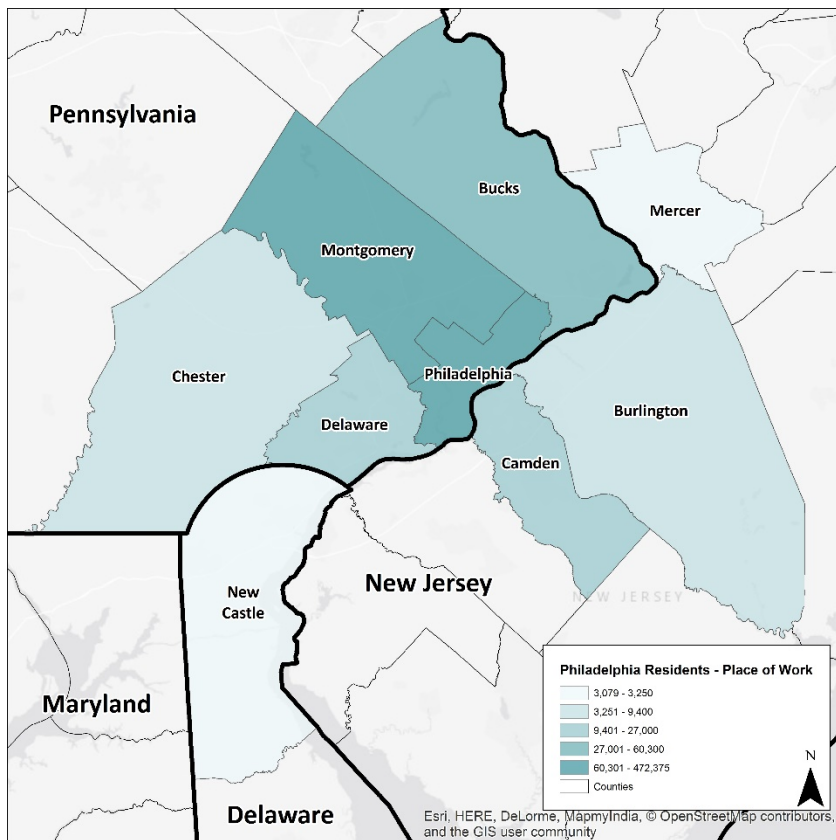 Pennsylvania
Bucks
Mercer
Montgomery
Chester
Philadelphia
Burlington
Delaware
Camden
New
Castle
New Jersey
NEW JERSEY
Maryland
Delaware
Philadelphia Residents - Place of Work
3,079 - 3,250
3,251 - 9,400
9,401 - 27,000
27,001 - 60,300
60,301 - 472,375
Counties
N
Esri, HERE, DeLorme, MapmyIndia, © OpenStreetMap contributors,
and the GIS user community